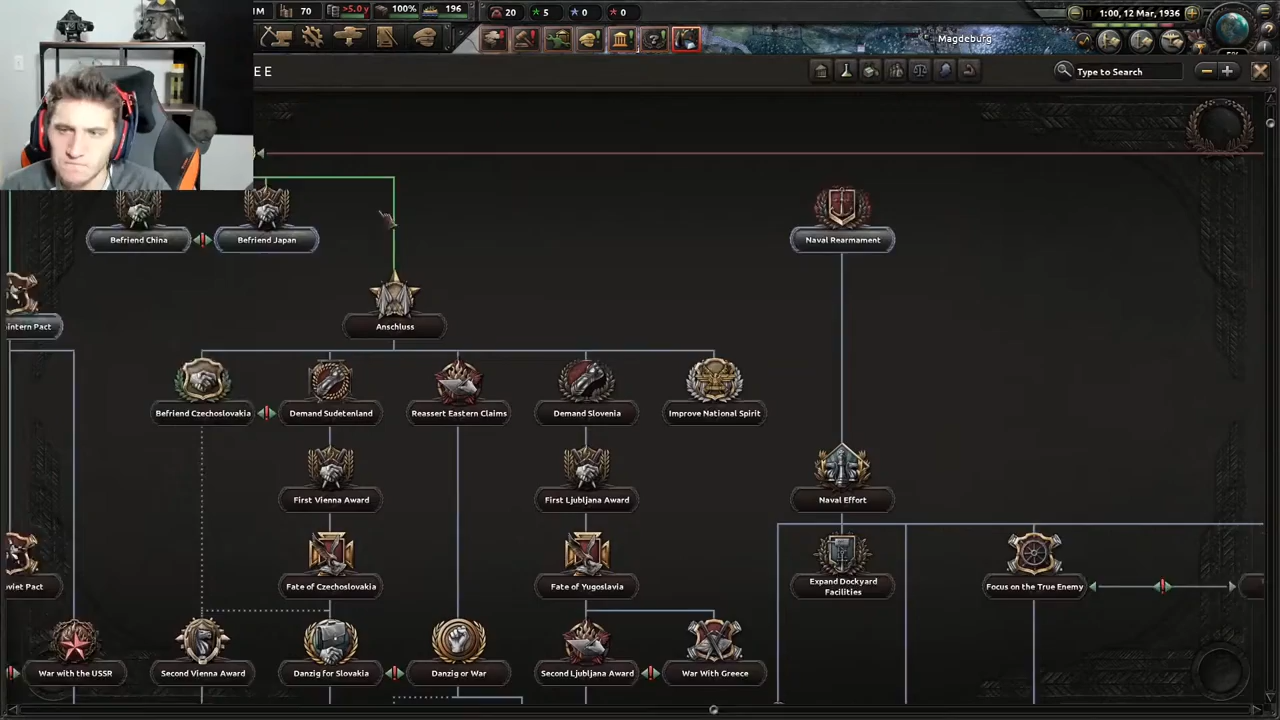 70 >5.0 y 100% 196 20 5 0 0 1:00, 12 Mar, 1936
Magdeburg
EE Type to Search
Befriend China Befriend Japan Naval Rearmament
Anschluss
Befriend Czechoslovakia Demand Sudetenland Reassert Eastern Claims Demand Slovenia Improve National Spirit
First Vienna Award First Ljubljana Award Naval Effort
Fate of Czechoslovakia Fate of Yugoslavia Expand Dockyard
Facilities Focus on the True Enemy
War with the USSR Second Vienna Award Danzig for Slovakia Danzig or War Second Ljubljana Award War With Greece